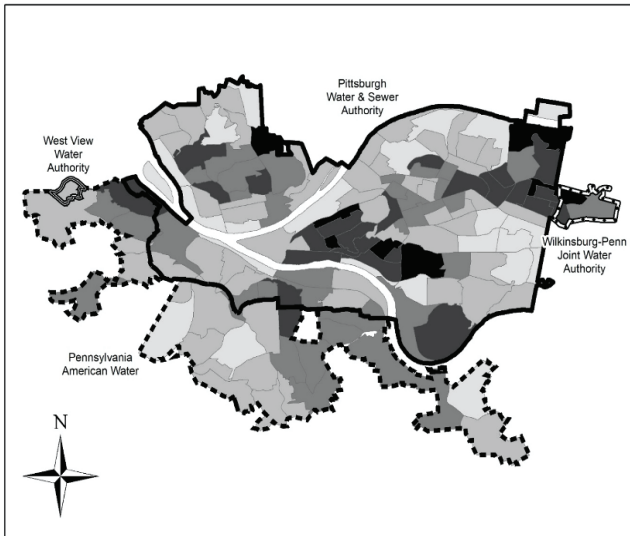 Pittsburgh
Water & Sewer
Authority
West View
Water
Authority
Wilkinsburg-Penn
Joint Water
Authority
Pennsylvania
American Water
N